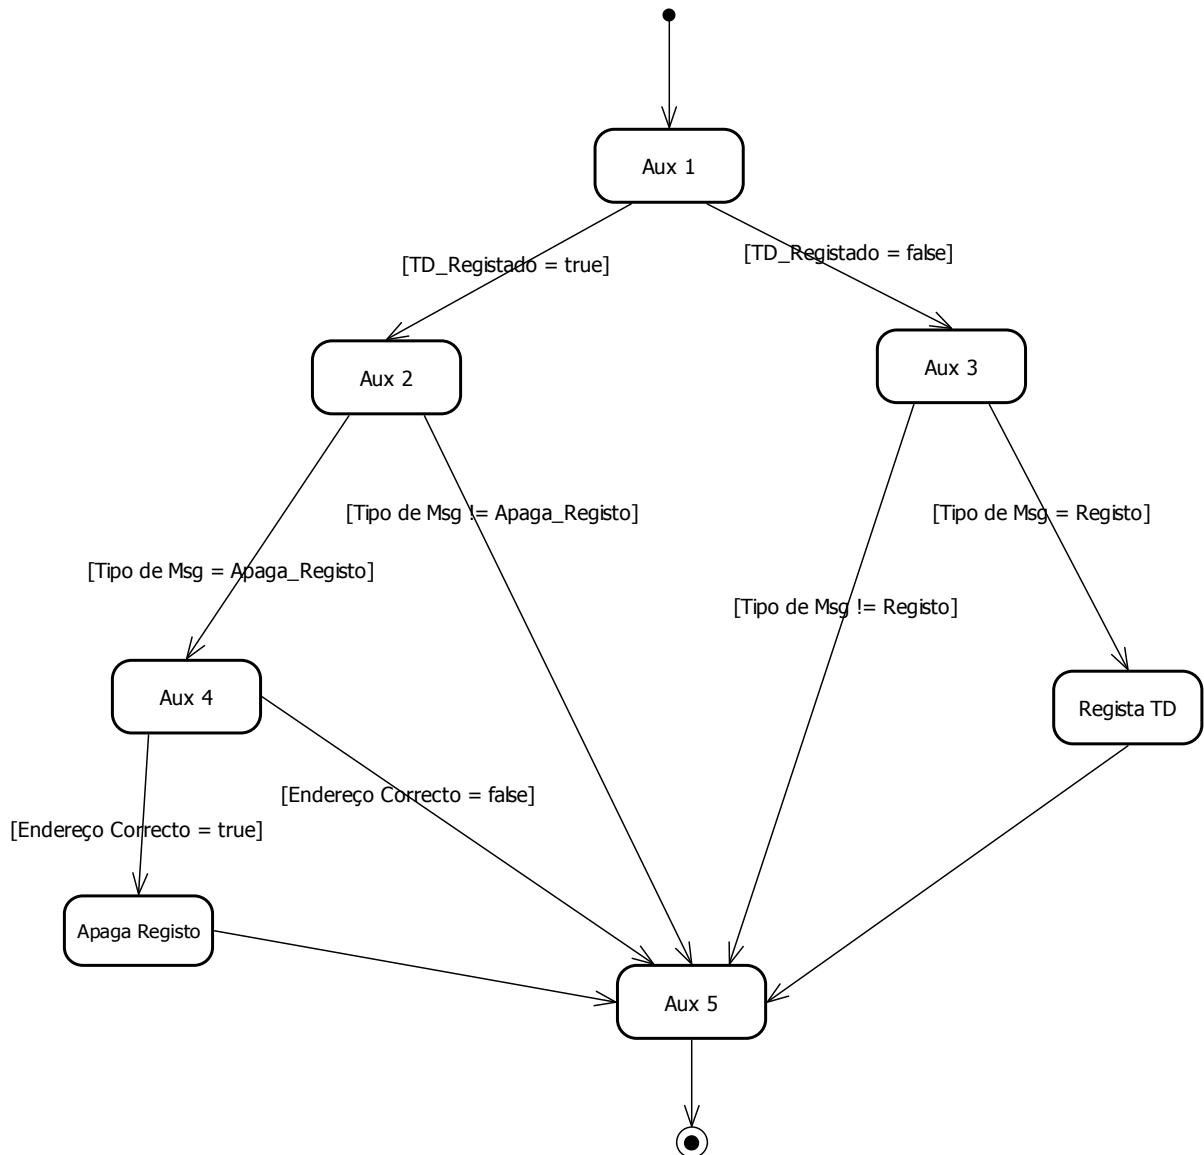 Aux 1
[TD_Registado = true]
[TD_Registado = false]
Aux 2
Aux 3
[Tipo de Msg != Apaga_Registo]
[Tipo de Msg = Registo]
[Tipo de Msg = Apaga_Registo]
[Tipo de Msg != Registo]
Aux 4
Regista TD
[Endereço Correcto = false]
[Endereço Correcto = true]
Apaga Registo
Aux 5